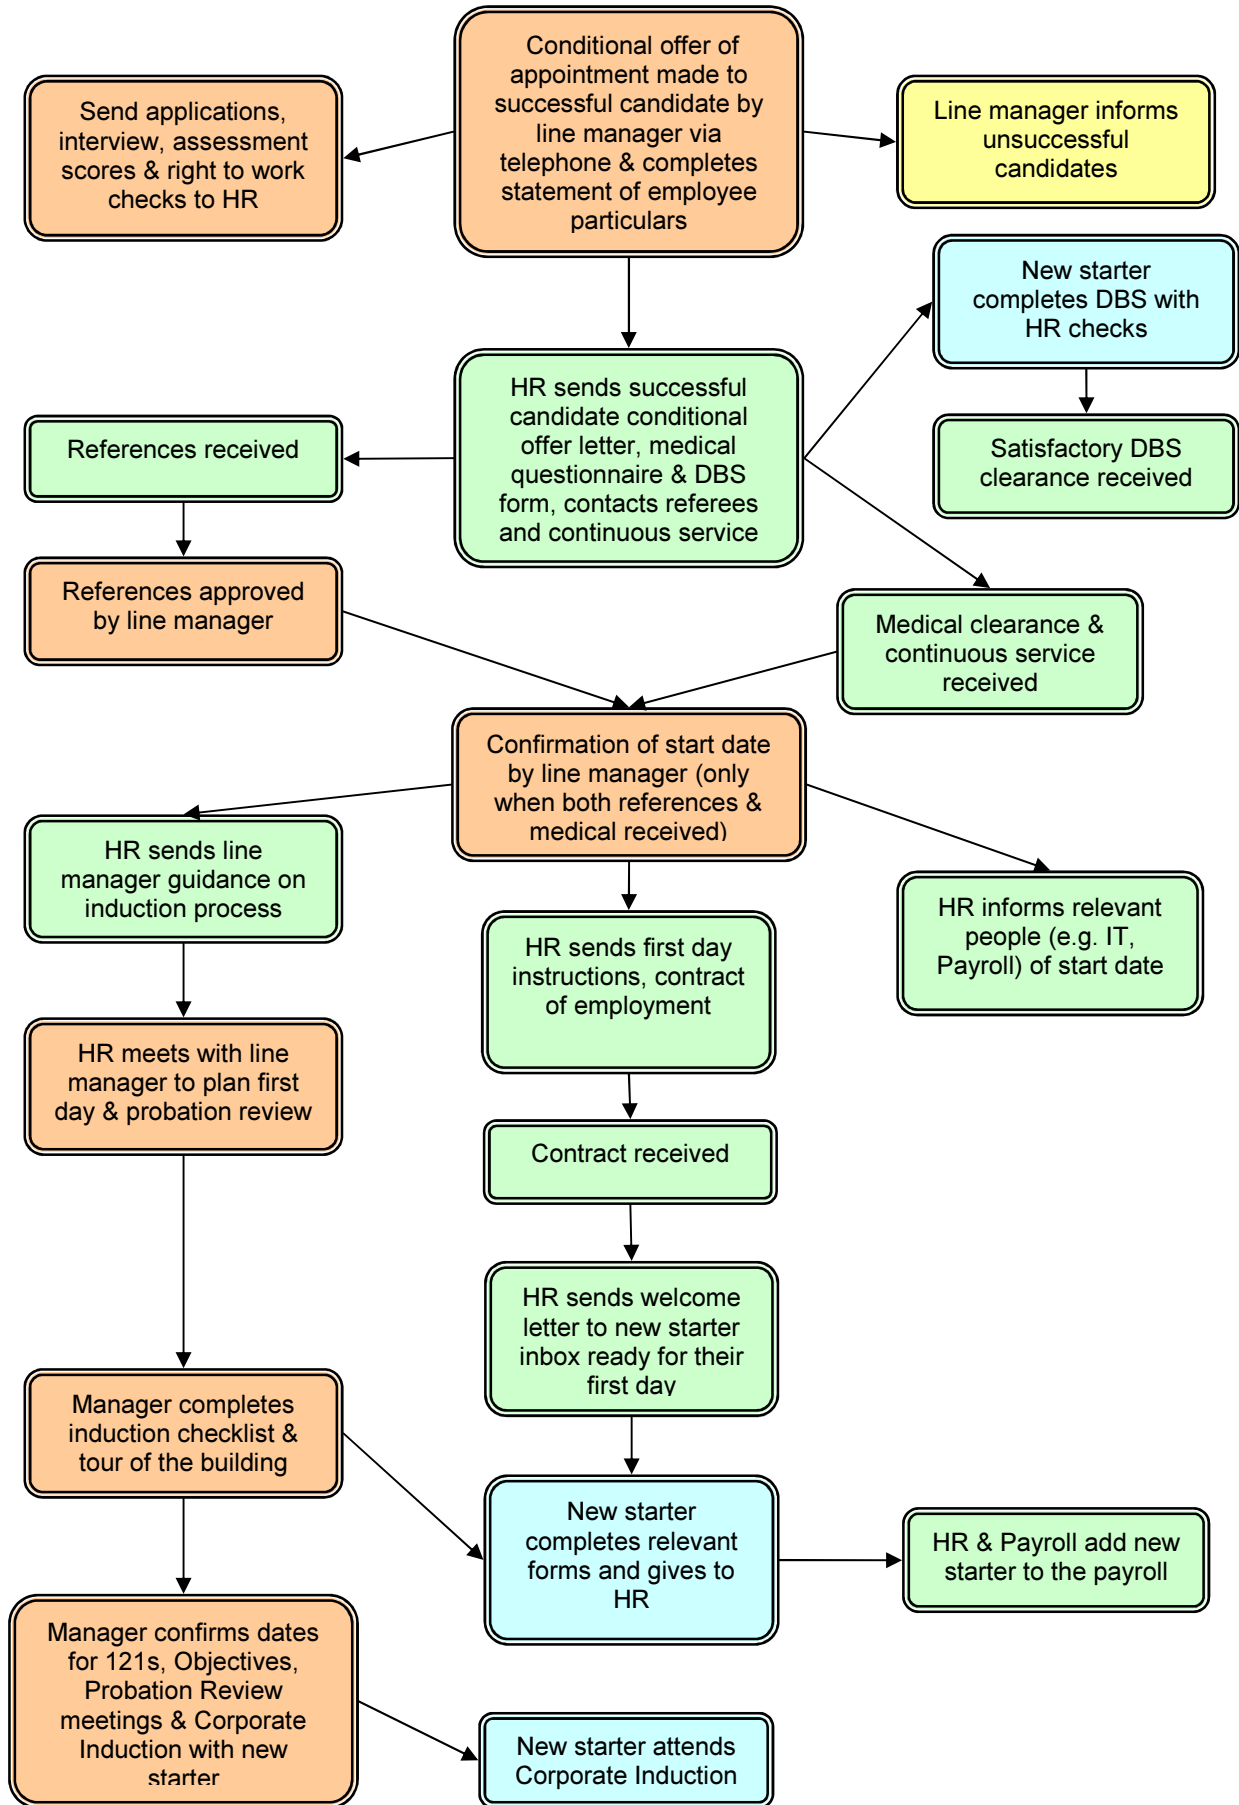 Conditional offer of
appointment made to
successful candidate by
line manager via
telephone & completes
statement of employee
particulars
Send applications,
interview, assessment
scores & right to work
checks to HR
Line manager informs
unsuccessful
candidates
New starter
completes DBS with
HR checks
HR sends successful
candidate conditional
offer letter, medical
questionnaire & DBS
form, contacts referees
and continuous service
References received
Satisfactory DBS
clearance received
References approved
by line manager
Medical clearance &
continuous service
received
Confirmation of start date
by line manager (only
when both references &
medical received)
HR sends line
manager guidance on
induction process
HR sends first day
instructions, contract
of employment
HR informs relevant
people (e.g. IT,
Payroll) of start date
HR meets with line
manager to plan first
day & probation review
Contract received
HR sends welcome
letter to new starter
inbox ready for their
first day
Manager completes
induction checklist &
tour of the building
New starter
completes relevant
forms and gives to
HR
HR & Payroll add new
starter to the payroll
Manager confirms dates
for 121s, Objectives,
Probation Review
meetings & Corporate
Induction with new
starter
New starter attends
Corporate Induction